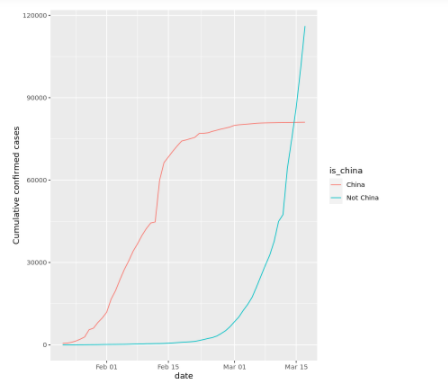 120000
90000
60000
30000
0
Cumulative confirmed cases
Feb 01 Feb 15 Mar 01 Mar 15
date
is_china
China
Not China